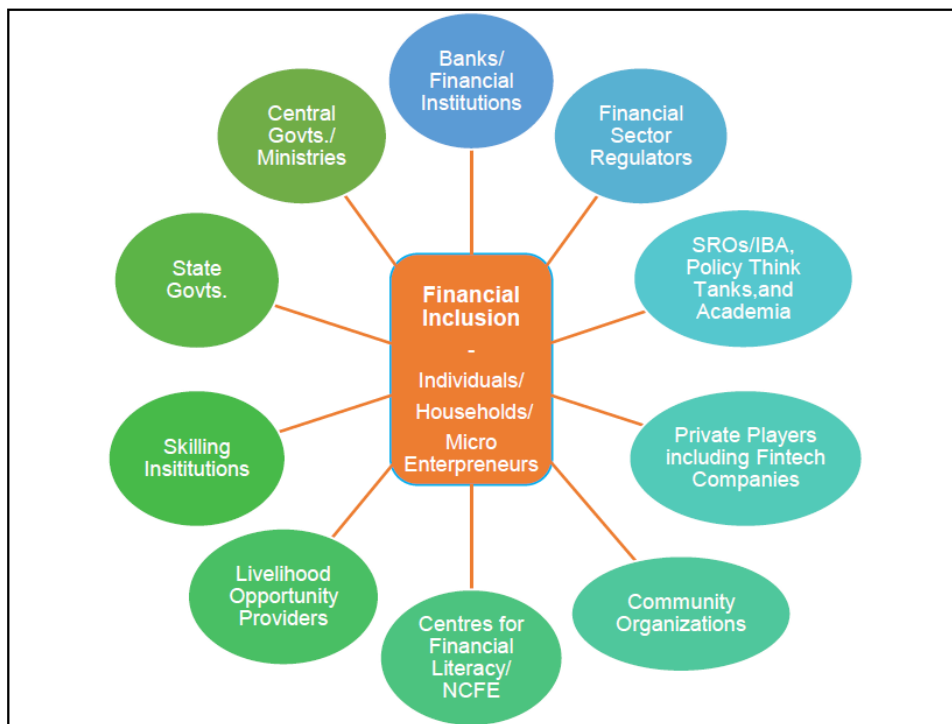 Banks/
Financial
Institutions
Financial
Sector
Regulators
SROs/IBA,
Policy Think
Tanks,and
Academia
Private Players
including Fintech
Companies
Community
Organizations
Centres for
Financial
Literacy/
NCFE
Livelihood
Opportunity
Providers
Skilling
Insititutions
State
Govts.
Central
Govts./
Ministries
Financial
Inclusion
-
Individuals/
Households/
Micro
Enterpreneurs